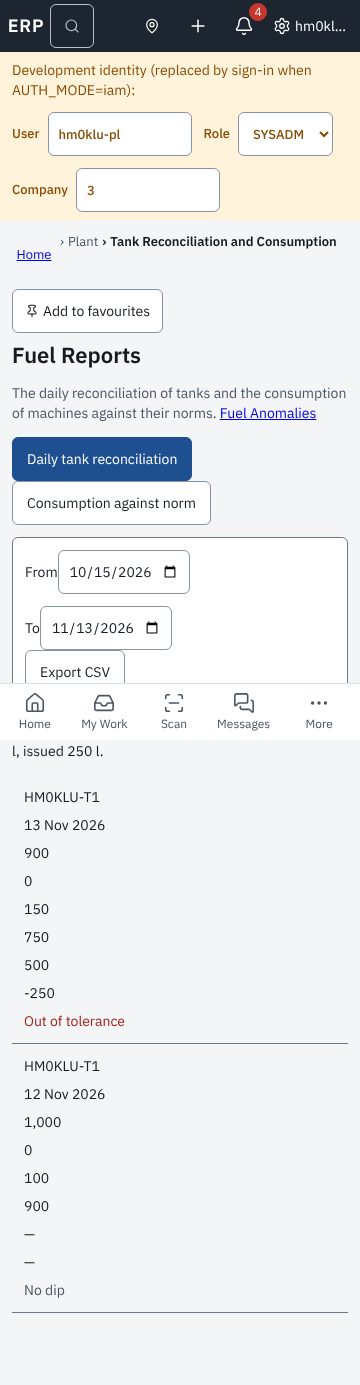 ERP
4
hm0kl...
Development identity (replaced by sign-in when
AUTH_MODE=iam):
User
hm0klu-pl
Role
SYSADM
Company
3
Home
› Plant › Tank Reconciliation and Consumption
Add to favourites
Fuel Reports
The daily reconciliation of tanks and the consumption
of machines against their norms. Fuel Anomalies
Daily tank reconciliation
Consumption against norm
From
10/15/2026
To
11/13/2026
Export CSV
Home
My Work
Scan
Messages
More
l, issued 250 l.
HM0KLU-T1
13 Nov 2026
900
0
150
750
500
-250
Out of tolerance
HM0KLU-T1
12 Nov 2026
1,000
0
100
900
—
—
No dip